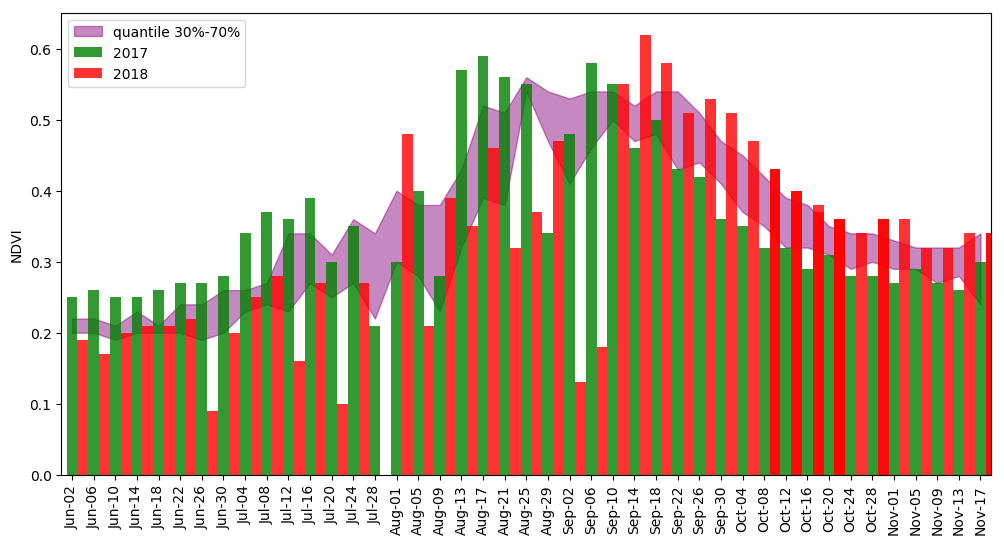 quantile 30%-70%
2017
2018
NDVI
0.6
0.5
0.4
0.3
0.2
0.1
0.0
Jun-02
Jun-06
Jun-10
Jun-14
Jun-18
Jun-22
Jun-26
Jun-30
Jul-04
Jul-08
Jul-12
Jul-16
Jul-20
Jul-24
Jul-28
Aug-01
Aug-05
Aug-09
Aug-13
Aug-17
Aug-21
Aug-25
Aug-29
Sep-02
Sep-06
Sep-10
Sep-14
Sep-18
Sep-22
Sep-26
Sep-30
Oct-04
Oct-08
Oct-12
Oct-16
Oct-20
Oct-24
Oct-28
Nov-01
Nov-05
Nov-09
Nov-13
Nov-17